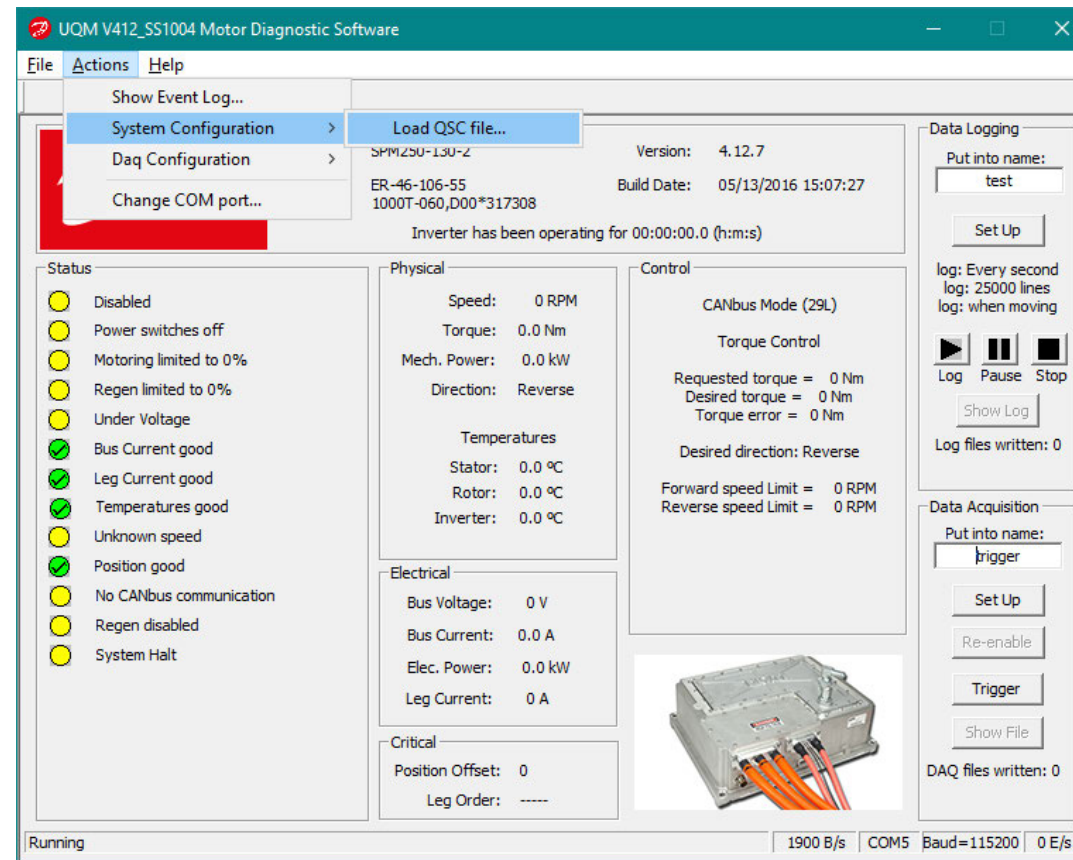 UQM V412_SS1004 Motor Diagnostic Software
File Actions Help
Show Event Log...
System Configuration >
Load QSC file...
Daq Configuration >
Change COM port...
SPM250-130-2
Version: 4.12.7
ER-46-106-55
Build Date: 05/13/2016 15:07:27
1000T-060,D00*317308
Inverter has been operating for 00:00:00.0 (h:m:s)
Status
Disabled
Power switches off
Motoring limited to 0%
Regen limited to 0%
Under Voltage
Bus Current good
Leg Current good
Temperatures good
Unknown speed
Position good
No CANbus communication
Regen disabled
System Halt
Physical
Speed: 0 RPM
Torque: 0.0 Nm
Mech. Power: 0.0 kW
Direction: Reverse
Temperatures
Stator: 0.0 ºC
Rotor: 0.0 ºC
Inverter: 0.0 ºC
Electrical
Bus Voltage: 0 V
Bus Current: 0.0 A
Elec. Power: 0.0 kW
Leg Current: 0 A
Critical
Position Offset: 0
Leg Order: -----
Control
CANbus Mode (29L)
Torque Control
Requested torque = 0 Nm
Desired torque = 0 Nm
Torque error = 0 Nm
Desired direction: Reverse
Forward speed Limit = 0 RPM
Reverse speed Limit = 0 RPM
Data Logging
Put into name:
test
Set Up
log: Every second
log: 25000 lines
log: when moving
Log Pause Stop
Show Log
Log files written: 0
Data Acquisition
Put into name:
trigger
Set Up
Re-enable
Trigger
Show File
DAQ files written: 0
Running
1900 B/s COM5 Baud=115200 0 E/s